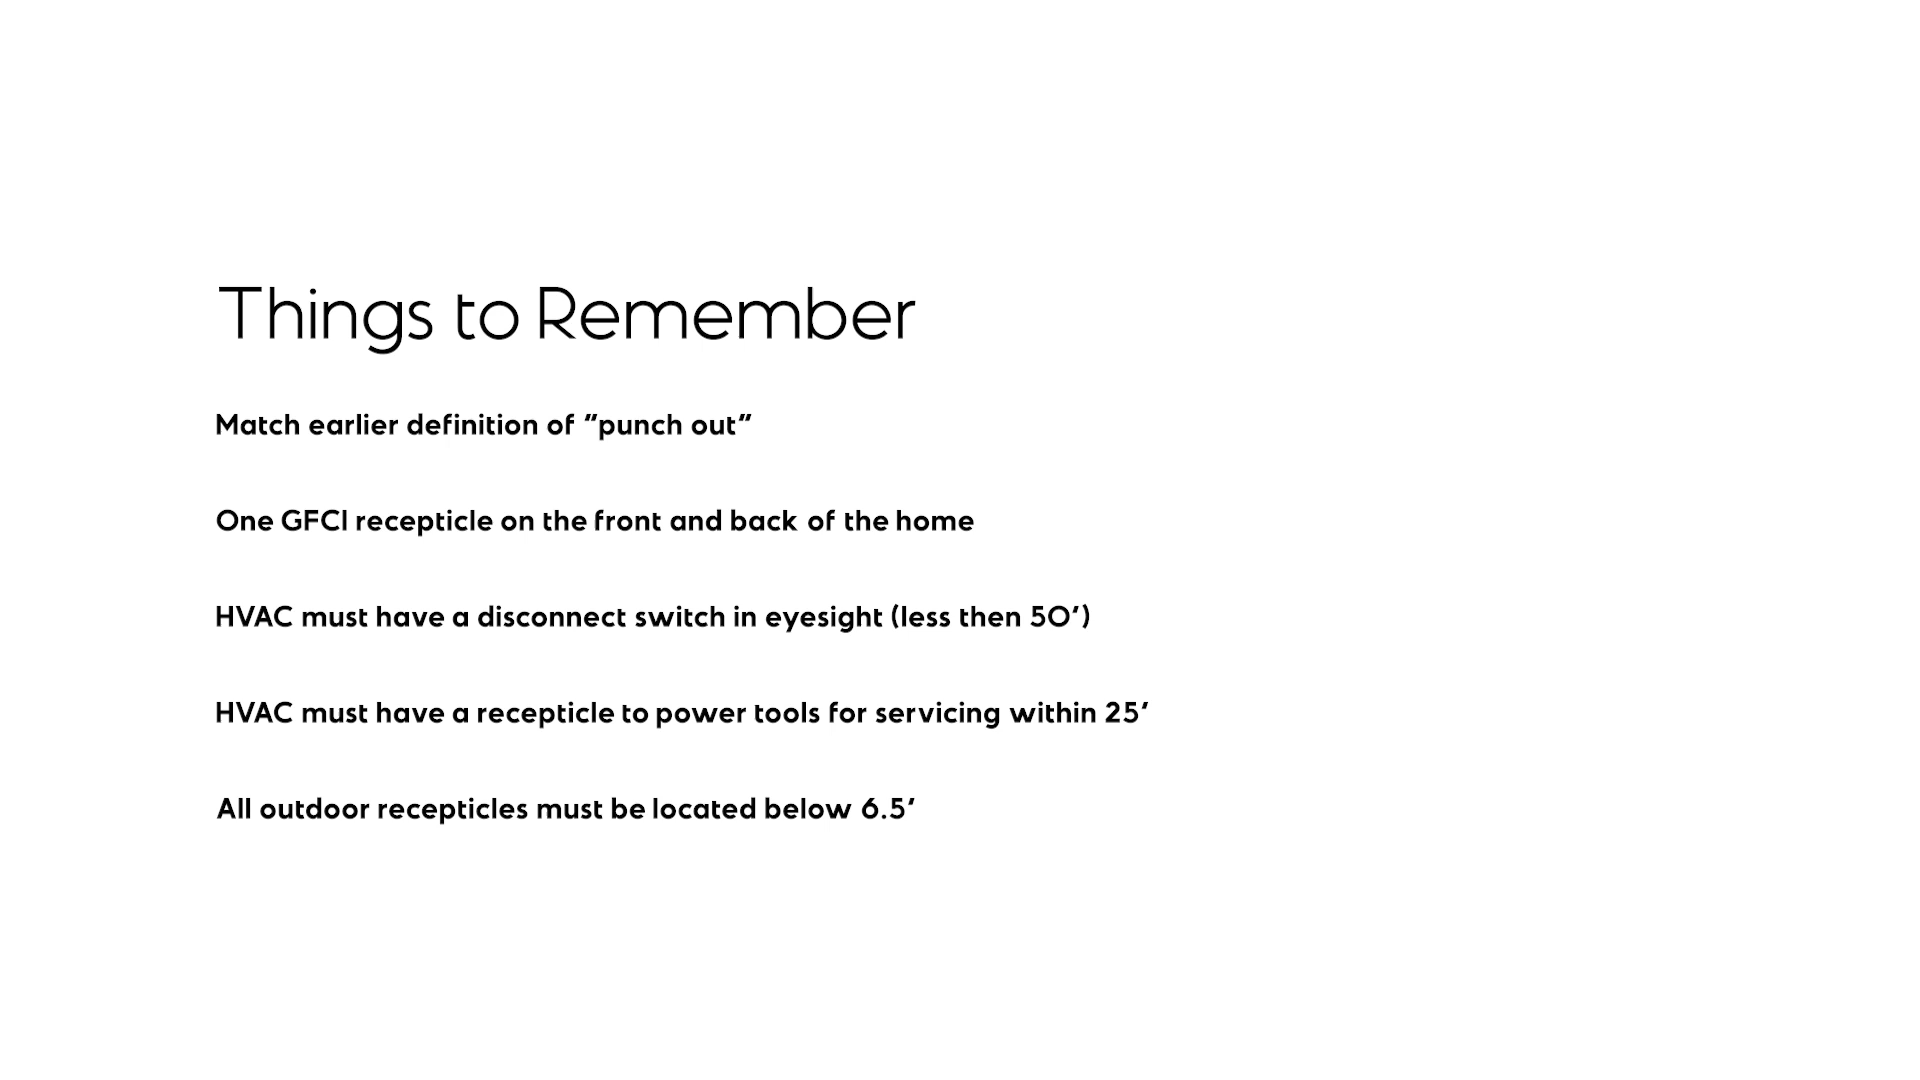 Things to Remember
Match earlier definition of “punch out”
One GFCI recepticle on the front and back of the home
HVAC must have a disconnect switch in eyesight (less then 50’)
HVAC must have a recepticle to power tools for servicing within 25’
All outdoor recepticles must be located below 6.5’